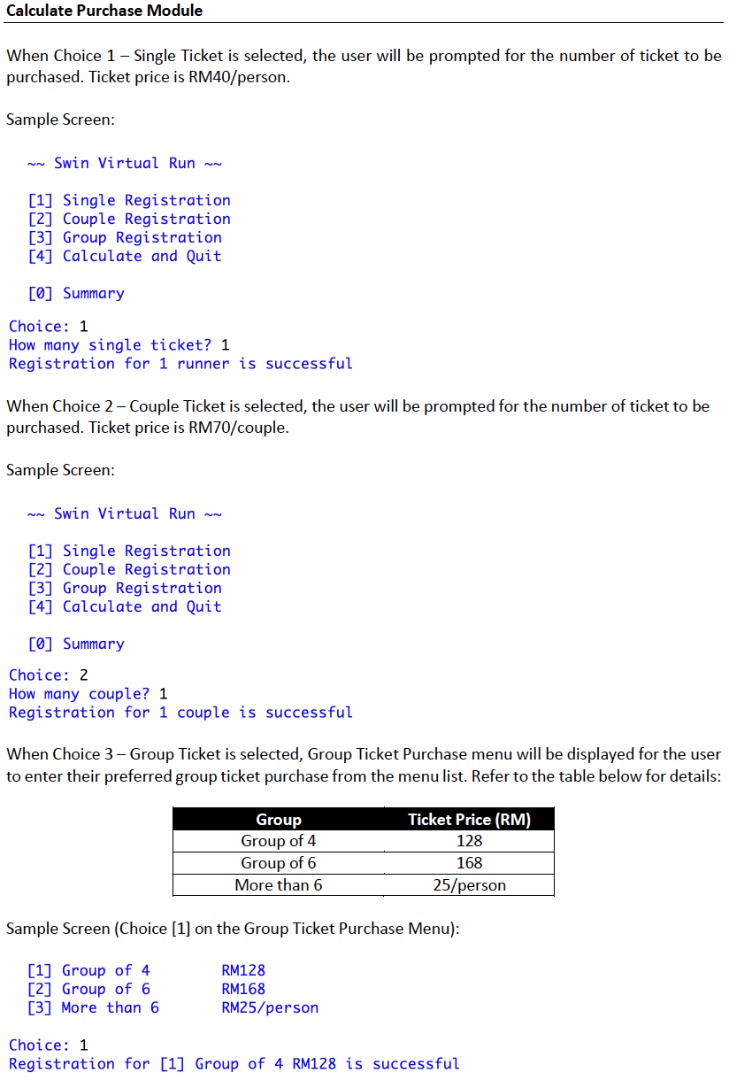 Calculate Purchase Module
When Choice 1 – Single Ticket is selected, the user will be prompted for the number of ticket to be
purchased. Ticket price is RM40/person.
Sample Screen:
~~ Swin Virtual Run ~~
[1] Single Registration
[2] Couple Registration
[3] Group Registration
[4] Calculate and Quit
[0] Summary
Choice: 1
How many single ticket? 1
Registration for 1 runner is successful
When Choice 2 – Couple Ticket is selected, the user will be prompted for the number of ticket to be
purchased. Ticket price is RM70/couple.
Sample Screen:
~~ Swin Virtual Run ~~
[1] Single Registration
[2] Couple Registration
[3] Group Registration
[4] Calculate and Quit
[0] Summary
Choice: 2
How many couple? 1
Registration for 1 couple is successful
When Choice 3 – Group Ticket is selected, Group Ticket Purchase menu will be displayed for the user
to enter their preferred group ticket purchase from the menu list. Refer to the table below for details:
Group Ticket Price (RM)
Group of 4 128
Group of 6 168
More than 6 25/person
Sample Screen (Choice [1] on the Group Ticket Purchase Menu):
[1] Group of 4 RM128
[2] Group of 6 RM168
[3] More than 6 RM25/person
Choice: 1
Registration for [1] Group of 4 RM128 is successful